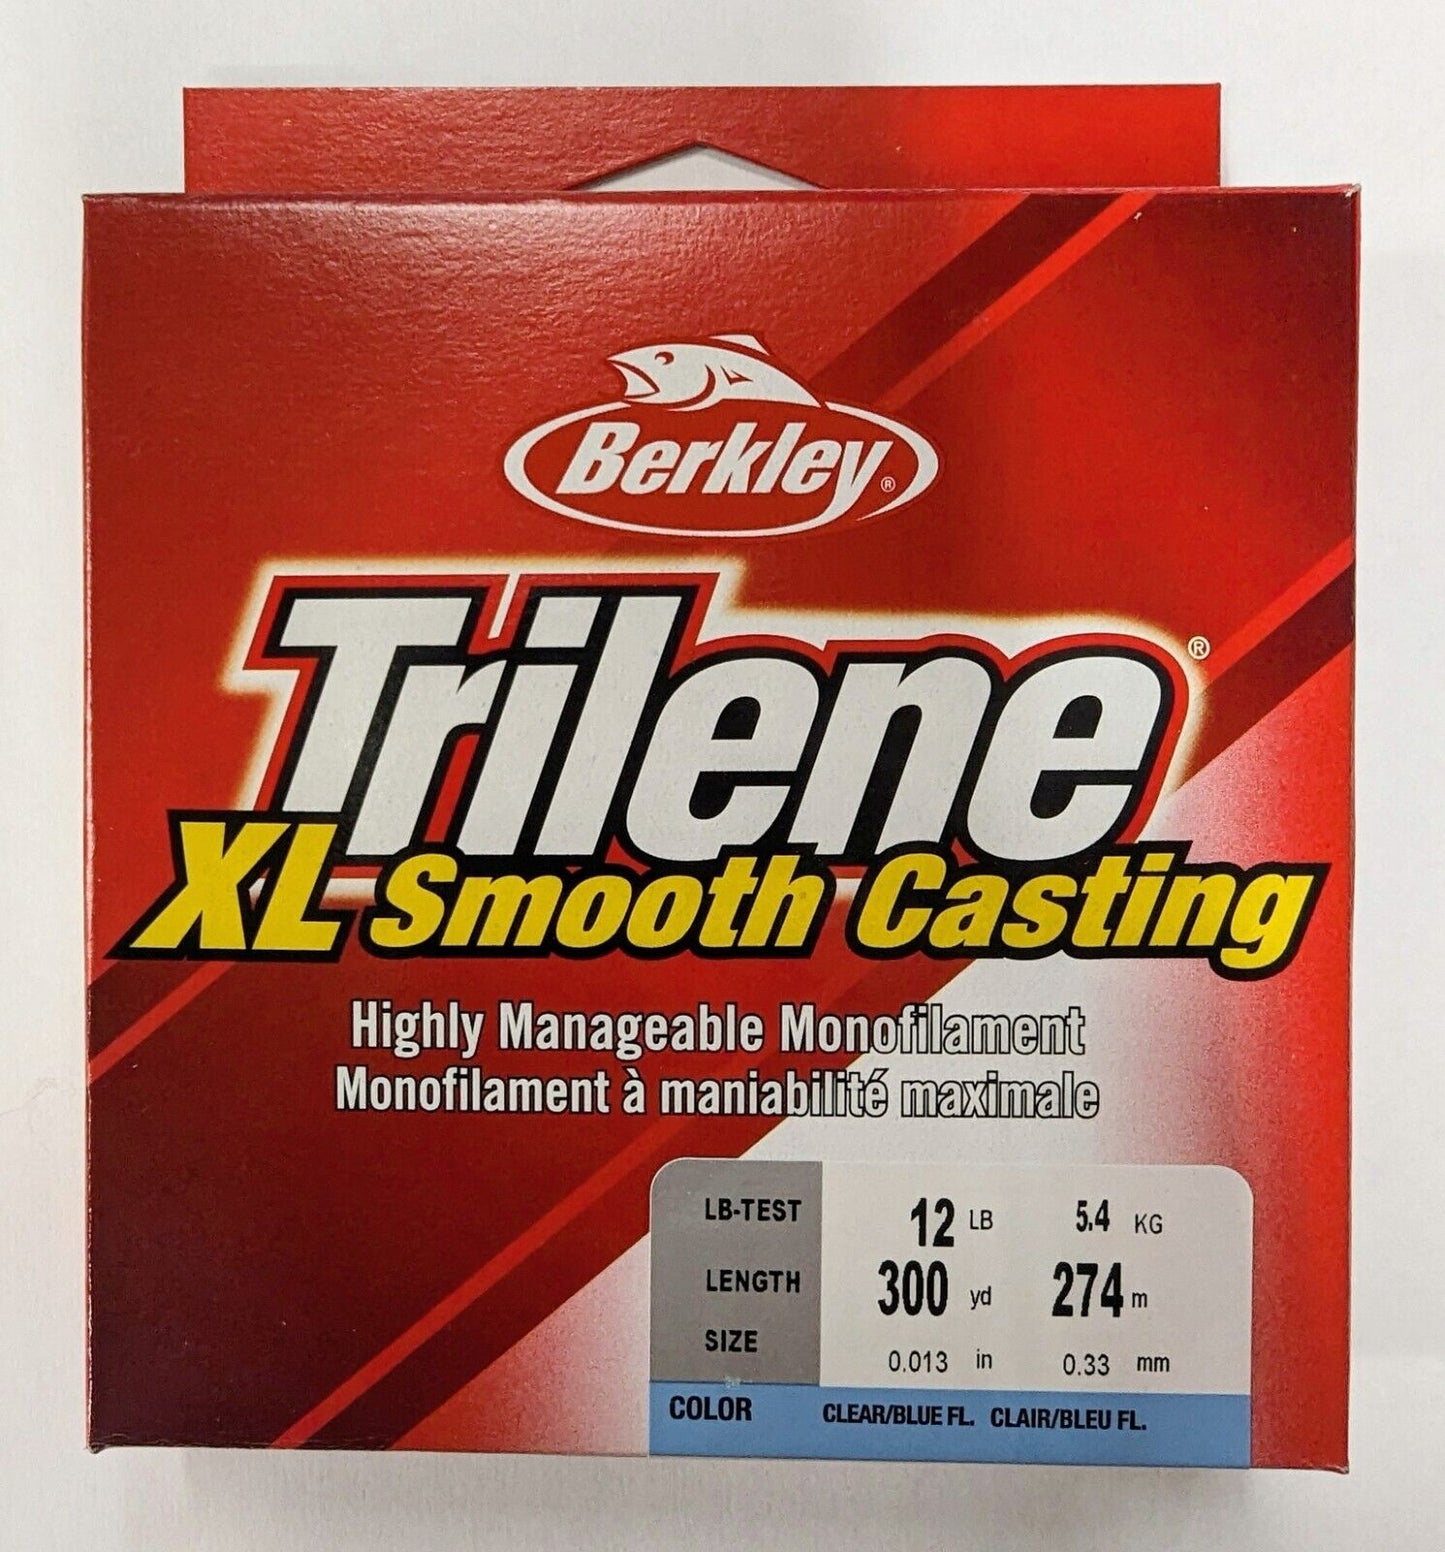 Berkley®
Trilene®
XL Smooth Casting
Highly Manageable Monofilament
Monofilament à maniabilité maximale
LB-TEST 12 LB 5.4 KG
LENGTH 300 yd 274 m
SIZE 0.013 in 0.33 mm
COLOR CLEAR/BLUE FL. CLAIR/BLEU FL.